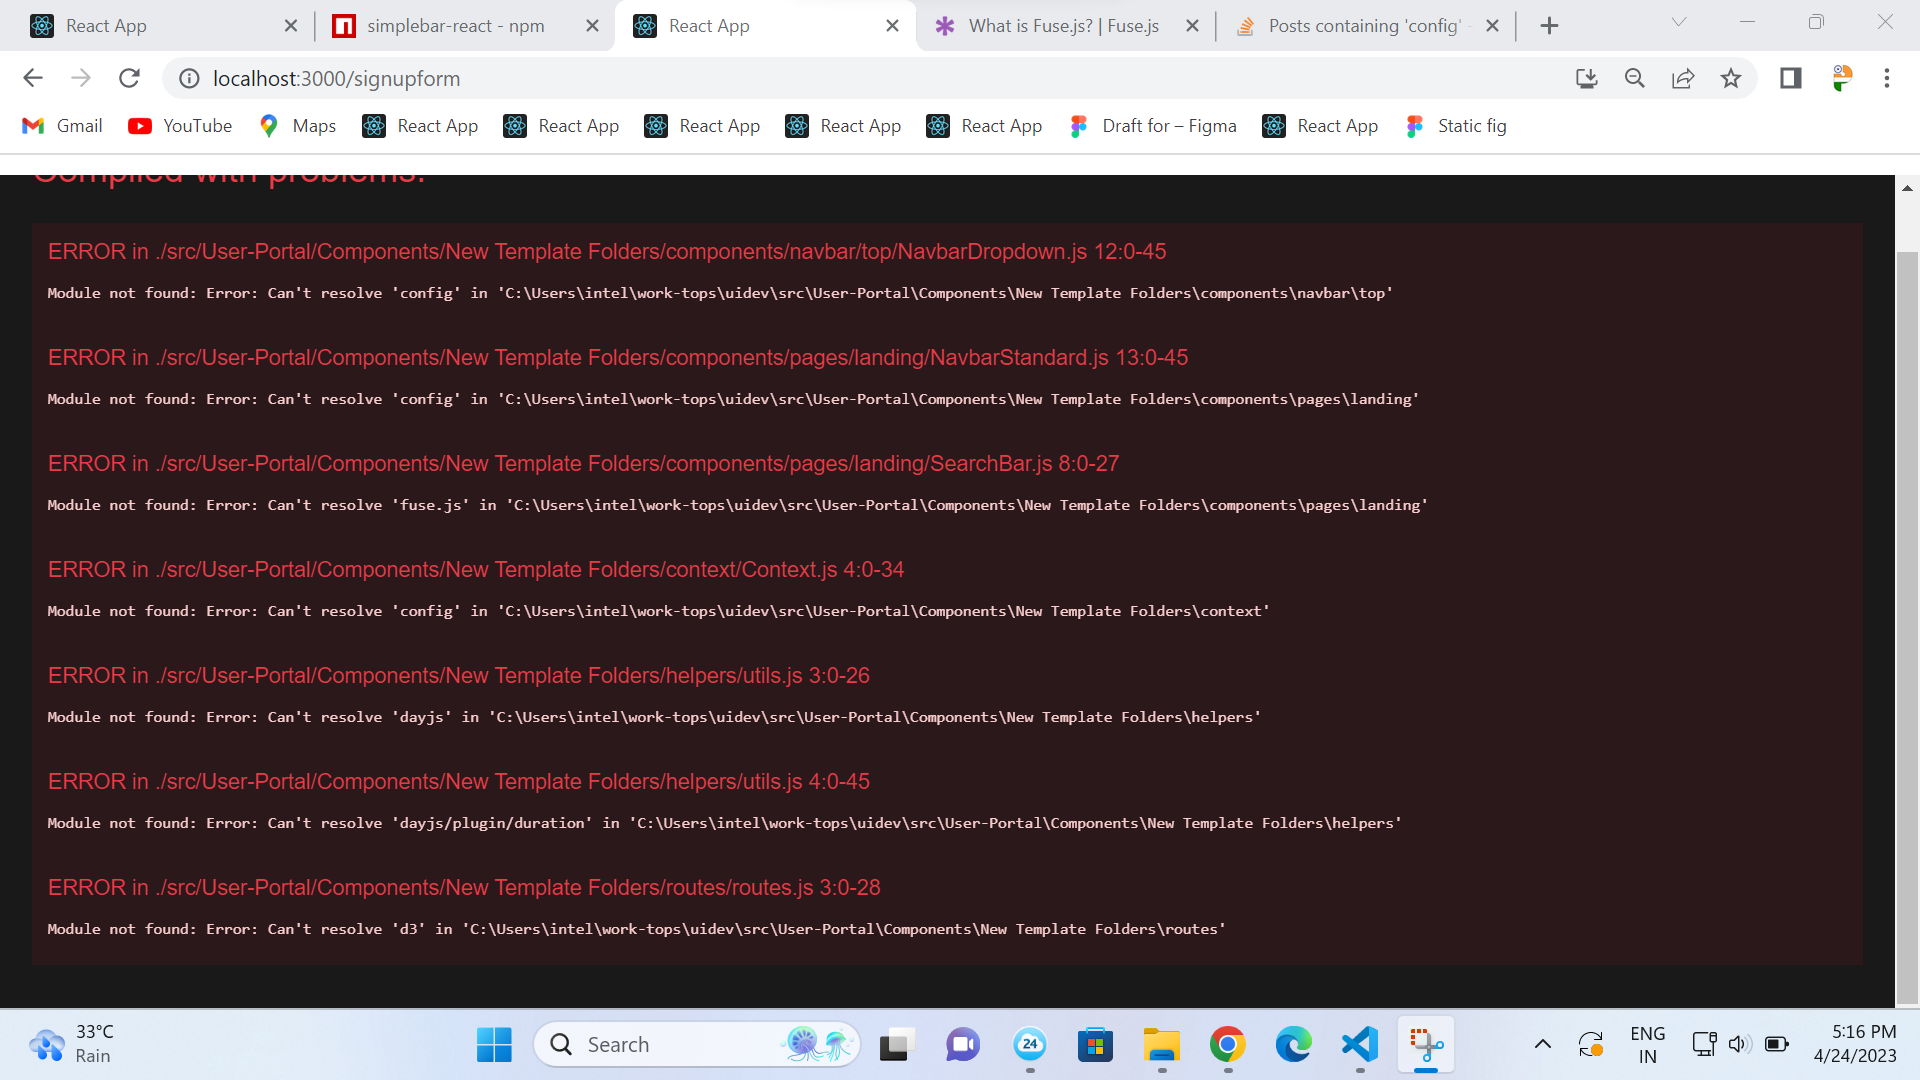 React App
simplebar-react - npm
React App
What is Fuse.js? | Fuse.js
Posts containing 'config' -
localhost:3000/signupform
Gmail
YouTube
Maps
React App
React App
React App
React App
React App
Draft for – Figma
React App
Static fig
Compiled with problems:
ERROR in ./src/User-Portal/Components/New Template Folders/components/navbar/top/NavbarDropdown.js 12:0-45
Module not found: Error: Can't resolve 'config' in 'C:\Users\intel\work-tops\uidev\src\User-Portal\Components\New Template Folders\components\navbar\top'
ERROR in ./src/User-Portal/Components/New Template Folders/components/pages/landing/NavbarStandard.js 13:0-45
Module not found: Error: Can't resolve 'config' in 'C:\Users\intel\work-tops\uidev\src\User-Portal\Components\New Template Folders\components\pages\landing'
ERROR in ./src/User-Portal/Components/New Template Folders/components/pages/landing/SearchBar.js 8:0-27
Module not found: Error: Can't resolve 'fuse.js' in 'C:\Users\intel\work-tops\uidev\src\User-Portal\Components\New Template Folders\components\pages\landing'
ERROR in ./src/User-Portal/Components/New Template Folders/context/Context.js 4:0-34
Module not found: Error: Can't resolve 'config' in 'C:\Users\intel\work-tops\uidev\src\User-Portal\Components\New Template Folders\context'
ERROR in ./src/User-Portal/Components/New Template Folders/helpers/utils.js 3:0-26
Module not found: Error: Can't resolve 'dayjs' in 'C:\Users\intel\work-tops\uidev\src\User-Portal\Components\New Template Folders\helpers'
ERROR in ./src/User-Portal/Components/New Template Folders/helpers/utils.js 4:0-45
Module not found: Error: Can't resolve 'dayjs/plugin/duration' in 'C:\Users\intel\work-tops\uidev\src\User-Portal\Components\New Template Folders\helpers'
ERROR in ./src/User-Portal/Components/New Template Folders/routes/routes.js 3:0-28
Module not found: Error: Can't resolve 'd3' in 'C:\Users\intel\work-tops\uidev\src\User-Portal\Components\New Template Folders\routes'
33°C
Rain
Search
24
ENG
IN
5:16 PM
4/24/2023